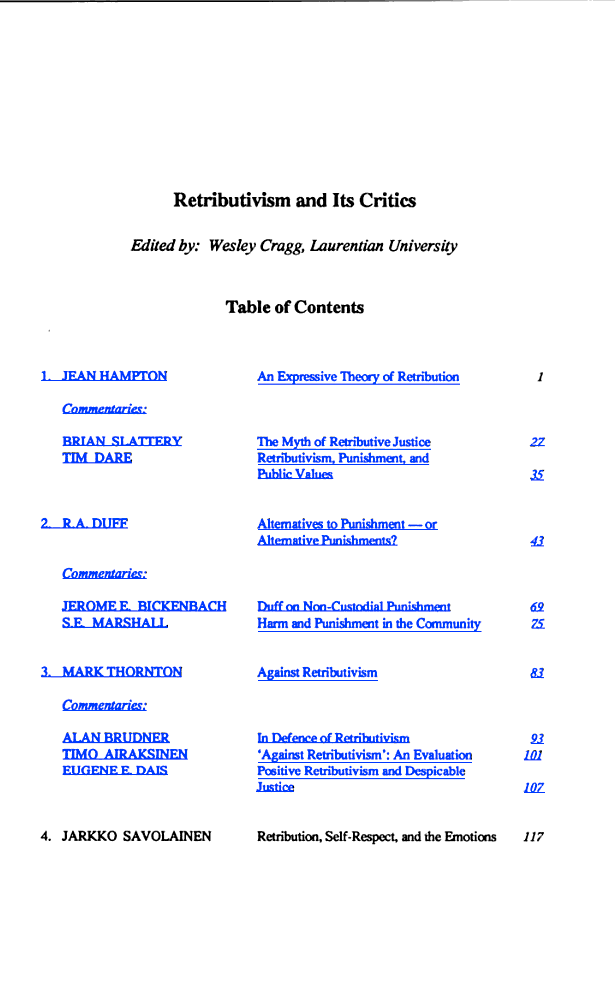 Retributivism and Its Critics
Edited by: Wesley Cragg, Laurentian University
Table of Contents
1. JEAN HAMPTON An Expressive Theory of Retribution 1
Commentaries:
BRIAN SLATTERY The Myth of Retributive Justice 27
TIM DARE Retributivism, Punishment, and
Public Values 35
2. R.A. DUFF Alternatives to Punishment — or
Alternative Punishments? 43
Commentaries:
JEROME E. BICKENBACH Duff on Non-Custodial Punishment 69
S.E. MARSHALL Harm and Punishment in the Community 75
3. MARK THORNTON Against Retributivism 83
Commentaries:
ALAN BRUDNER In Defence of Retributivism 93
TIMO AIRAKSINEN ‘Against Retributivism’: An Evaluation 101
EUGENE E. DAIS Positive Retributivism and Despicable
Justice 107
4. JARKKO SAVOLAINEN Retribution, Self-Respect, and the Emotions 117